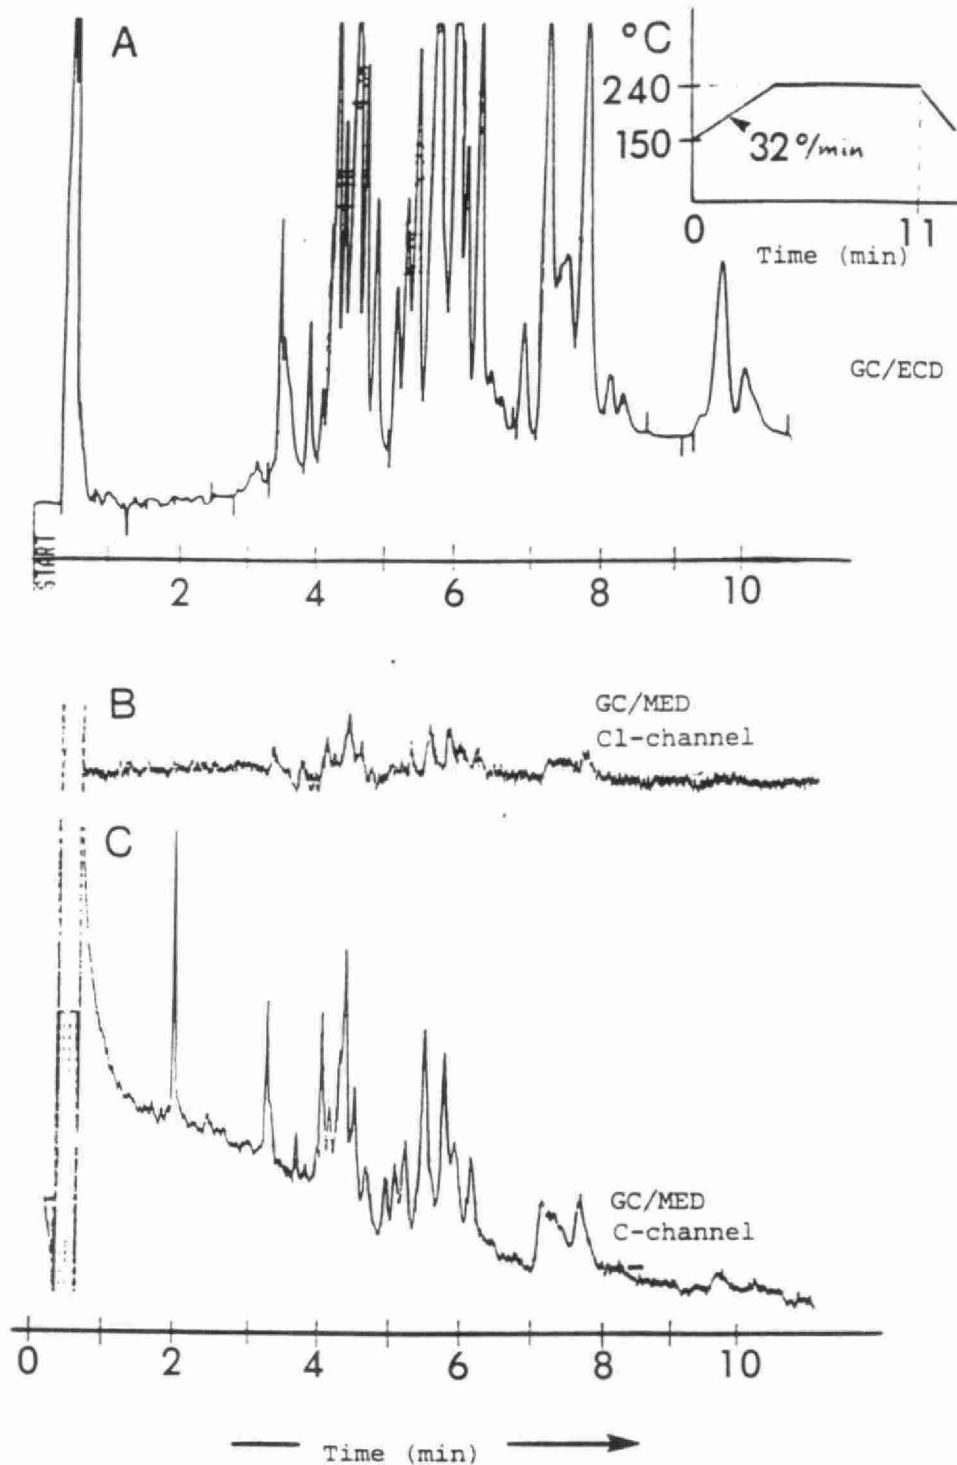 A
°C
240
150
32°/min
0
11
Time (min)
GC/ECD
START
2
4
6
8
10
B
GC/MED
Cl-channel
C
GC/MED
C-channel
0
2
4
6
8
10
Time (min)